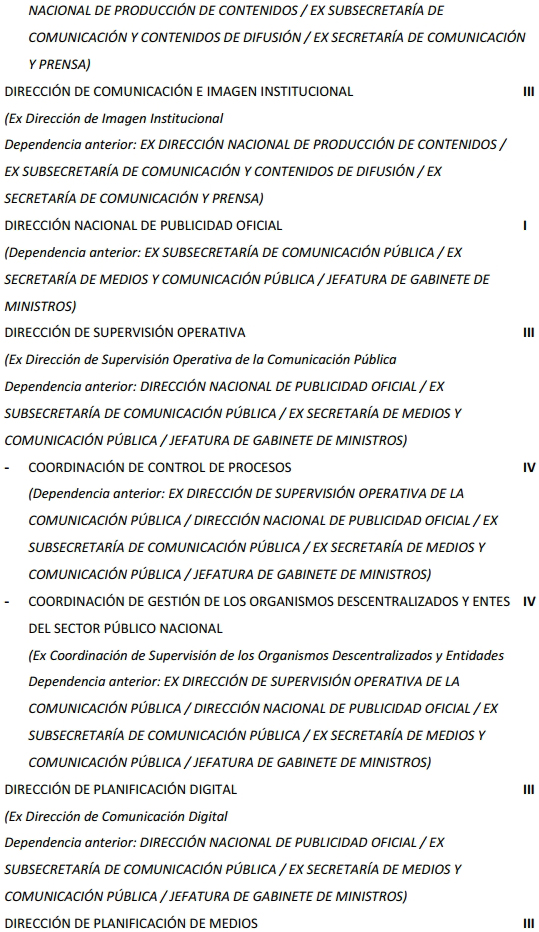 NACIONAL DE PRODUCCIÓN DE CONTENIDOS / EX SUBSECRETARÍA DE
COMUNICACIÓN Y CONTENIDOS DE DIFUSIÓN / EX SECRETARÍA DE COMUNICACIÓN
Y PRENSA)
DIRECCIÓN DE COMUNICACIÓN E IMAGEN INSTITUCIONAL III
(Ex Dirección de Imagen Institucional
Dependencia anterior: EX DIRECCIÓN NACIONAL DE PRODUCCIÓN DE CONTENIDOS /
EX SUBSECRETARÍA DE COMUNICACIÓN Y CONTENIDOS DE DIFUSIÓN / EX
SECRETARÍA DE COMUNICACIÓN Y PRENSA)
DIRECCIÓN NACIONAL DE PUBLICIDAD OFICIAL I
(Dependencia anterior: EX SUBSECRETARÍA DE COMUNICACIÓN PÚBLICA / EX
SECRETARÍA DE MEDIOS Y COMUNICACIÓN PÚBLICA / JEFATURA DE GABINETE DE
MINISTROS)
DIRECCIÓN DE SUPERVISIÓN OPERATIVA III
(Ex Dirección de Supervisión Operativa de la Comunicación Pública
Dependencia anterior: DIRECCIÓN NACIONAL DE PUBLICIDAD OFICIAL / EX
SUBSECRETARÍA DE COMUNICACIÓN PÚBLICA / EX SECRETARÍA DE MEDIOS Y
COMUNICACIÓN PÚBLICA / JEFATURA DE GABINETE DE MINISTROS)
- COORDINACIÓN DE CONTROL DE PROCESOS IV
(Dependencia anterior: EX DIRECCIÓN DE SUPERVISIÓN OPERATIVA DE LA
COMUNICACIÓN PÚBLICA / DIRECCIÓN NACIONAL DE PUBLICIDAD OFICIAL / EX
SUBSECRETARÍA DE COMUNICACIÓN PÚBLICA / EX SECRETARÍA DE MEDIOS Y
COMUNICACIÓN PÚBLICA / JEFATURA DE GABINETE DE MINISTROS)
- COORDINACIÓN DE GESTIÓN DE LOS ORGANISMOS DESCENTRALIZADOS Y ENTES IV
DEL SECTOR PÚBLICO NACIONAL
(Ex Coordinación de Supervisión de los Organismos Descentralizados y Entidades
Dependencia anterior: EX DIRECCIÓN DE SUPERVISIÓN OPERATIVA DE LA
COMUNICACIÓN PÚBLICA / DIRECCIÓN NACIONAL DE PUBLICIDAD OFICIAL / EX
SUBSECRETARÍA DE COMUNICACIÓN PÚBLICA / EX SECRETARÍA DE MEDIOS Y
COMUNICACIÓN PÚBLICA / JEFATURA DE GABINETE DE MINISTROS)
DIRECCIÓN DE PLANIFICACIÓN DIGITAL III
(Ex Dirección de Comunicación Digital
Dependencia anterior: DIRECCIÓN NACIONAL DE PUBLICIDAD OFICIAL / EX
SUBSECRETARÍA DE COMUNICACIÓN PÚBLICA / EX SECRETARÍA DE MEDIOS Y
COMUNICACIÓN PÚBLICA / JEFATURA DE GABINETE DE MINISTROS)
DIRECCIÓN DE PLANIFICACIÓN DE MEDIOS III